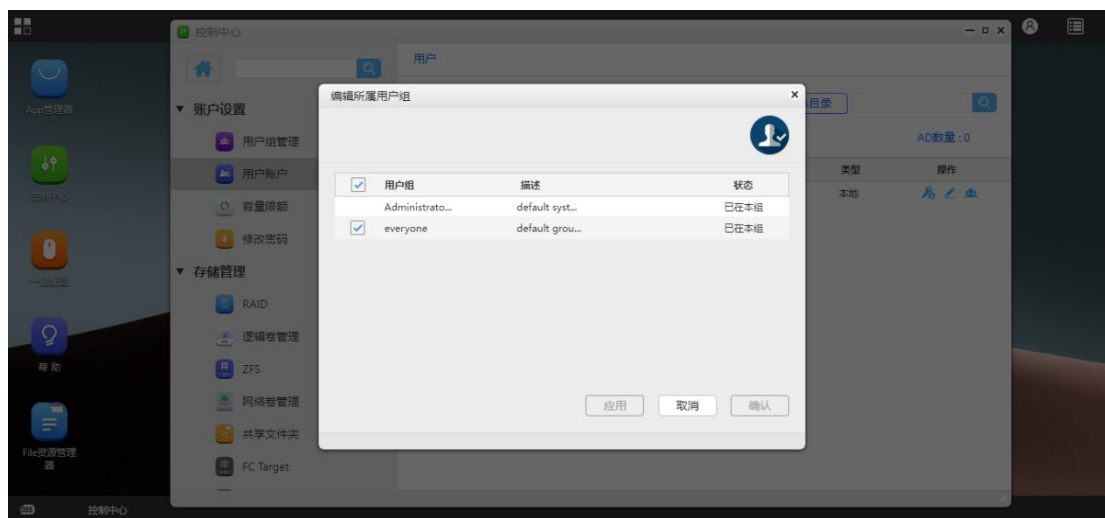 控制中心
用户
App管理器
控制中心
帮助
File资源管理
器
▼ 账户设置
用户组管理
用户账户
容量限额
修改密码
▼ 存储管理
RAID
逻辑卷管理
ZFS
网络卷管理
共享文件夹
FC Target
目录
AD数量 : 0
类型 操作
本地
编辑所属用户组
用户组 描述 状态
Administrato... default syst... 已在本组
everyone default grou... 已在本组
应用 取消 确认
控制中心